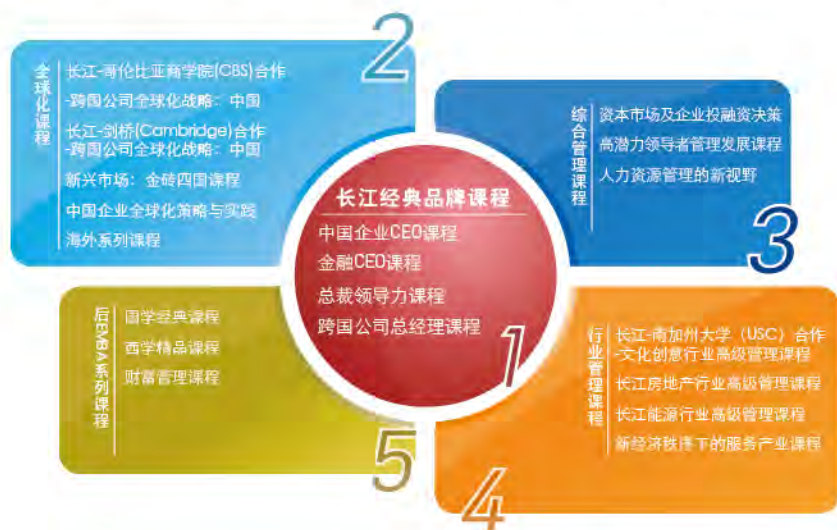 长江经典品牌课程
中国企业CEO课程
金融CEO课程
总裁领导力课程
跨国公司总经理课程
1
2
全球化课程
长江-哥伦比亚商学院(CBS)合作
-跨国公司全球化战略：中国
长江-剑桥(Cambridge)合作
-跨国公司全球化战略：中国
新兴市场：金砖四国课程
中国企业全球化策略与实践
海外系列课程
综合管理课程
资本市场及企业投融资决策
高潜力领导者管理发展课程
人力资源管理的新视野
3
行业管理课程
长江-南加州大学（USC）合作
-文化创意行业高级管理课程
长江房地产行业高级管理课程
长江能源行业高级管理课程
新经济秩序下的服务产业课程
4
后EMBA系列课程
国学经典课程
西学精品课程
财富管理课程
5